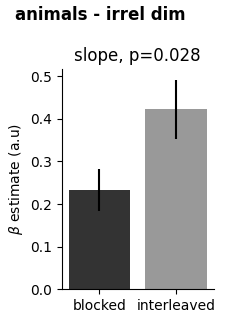 animals - irrel dim
slope, p=0.028
β estimate (a.u)
0.5
0.4
0.3
0.2
0.1
0.0
blocked interleaved